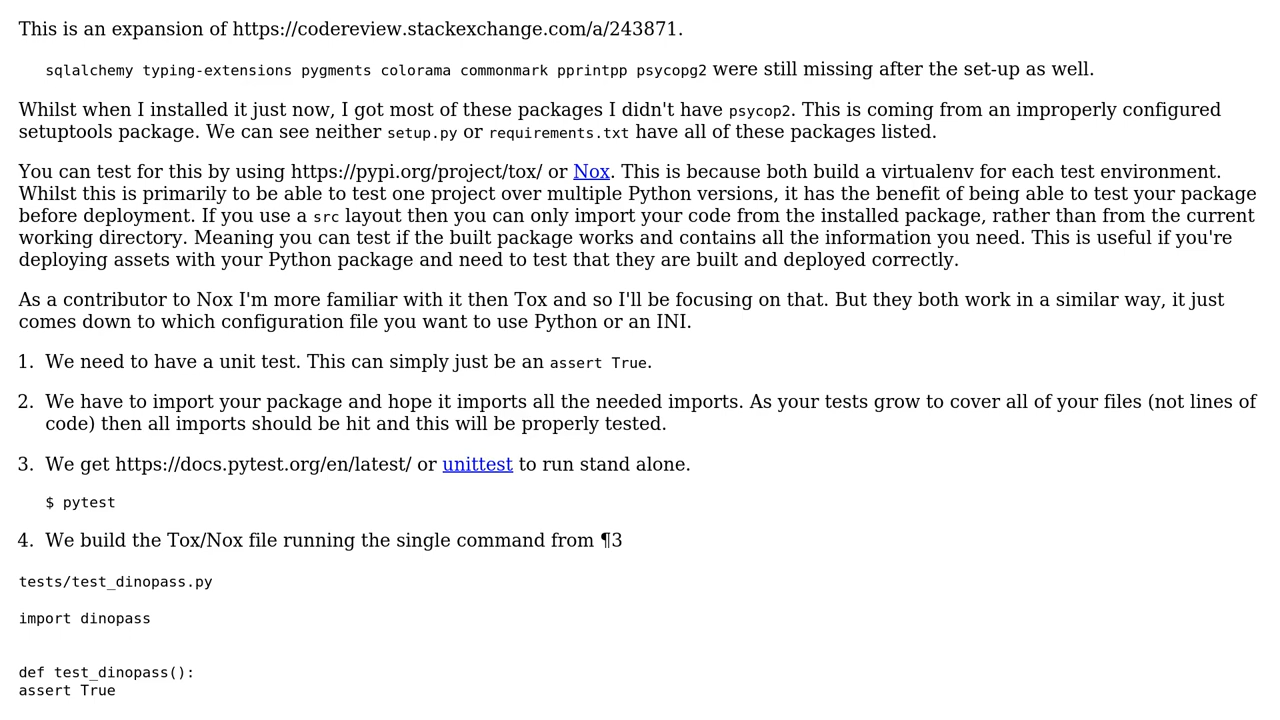 This is an expansion of https://codereview.stackexchange.com/a/243871.
sqlalchemy typing-extensions pygments colorama commonmark pprintpp psycopg2 were still missing after the set-up as well.
Whilst when I installed it just now, I got most of these packages I didn't have psycop2. This is coming from an improperly configured
setuptools package. We can see neither setup.py or requirements.txt have all of these packages listed.
You can test for this by using https://pypi.org/project/tox/ or Nox. This is because both build a virtualenv for each test environment.
Whilst this is primarily to be able to test one project over multiple Python versions, it has the benefit of being able to test your package
before deployment. If you use a src layout then you can only import your code from the installed package, rather than from the current
working directory. Meaning you can test if the built package works and contains all the information you need. This is useful if you're
deploying assets with your Python package and need to test that they are built and deployed correctly.
As a contributor to Nox I'm more familiar with it then Tox and so I'll be focusing on that. But they both work in a similar way, it just
comes down to which configuration file you want to use Python or an INI.
1. We need to have a unit test. This can simply just be an assert True.
2. We have to import your package and hope it imports all the needed imports. As your tests grow to cover all of your files (not lines of
code) then all imports should be hit and this will be properly tested.
3. We get https://docs.pytest.org/en/latest/ or unittest to run stand alone.
$ pytest
4. We build the Tox/Nox file running the single command from ¶3
tests/test_dinopass.py
import dinopass
def test_dinopass():
assert True